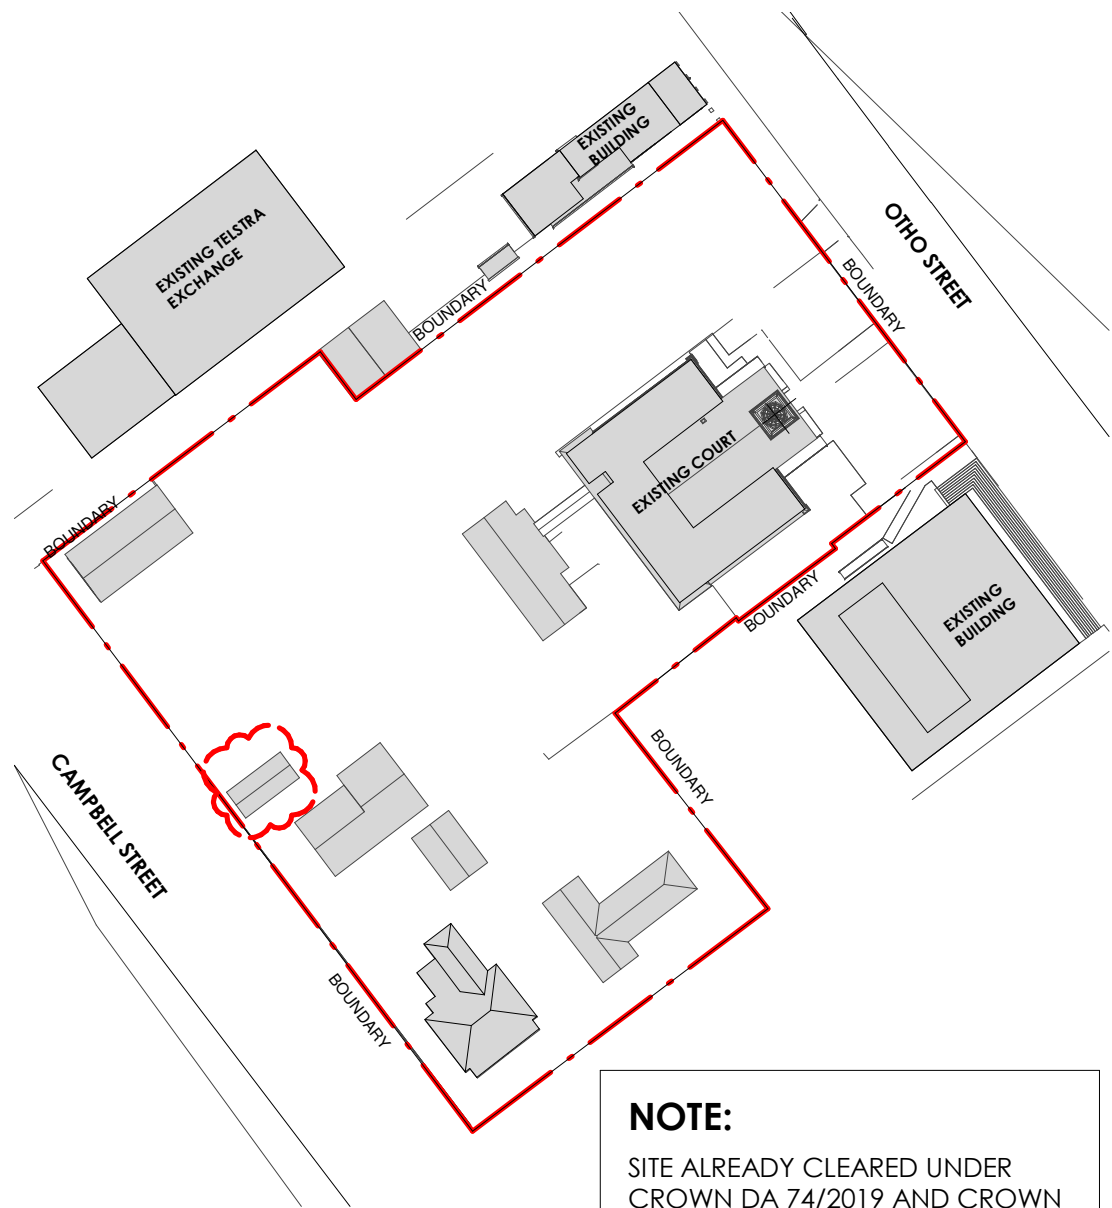 EXISTING
BUILDING
EXISTING TELSTRA
EXCHANGE
OTHO STREET
BOUNDARY
BOUNDARY
EXISTING COURT
BOUNDARY
BOUNDARY
EXISTING
BUILDING
BOUNDARY
CAMPBELL STREET
BOUNDARY
NOTE:
SITE ALREADY CLEARED UNDER
CROWN DA 74/2019 AND CROWN